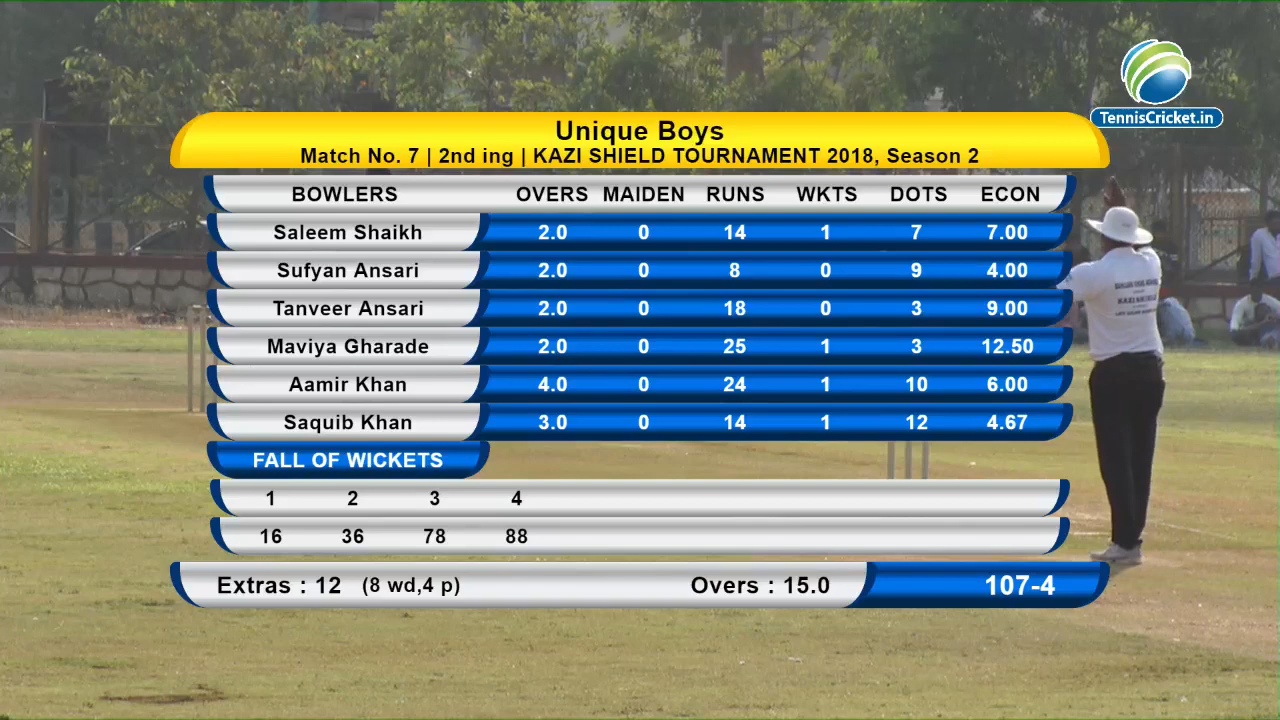 TennisCricket.in
Unique Boys
Match No. 7 | 2nd ing | KAZI SHIELD TOURNAMENT 2018, Season 2
BOWLERS OVERS MAIDEN RUNS WKTS DOTS ECON
Saleem Shaikh 2.0 0 14 1 7 7.00
Sufyan Ansari 2.0 0 8 0 9 4.00
Tanveer Ansari 2.0 0 18 0 3 9.00
Maviya Gharade 2.0 0 25 1 3 12.50
Aamir Khan 4.0 0 24 1 10 6.00
Saquib Khan 3.0 0 14 1 12 4.67
FALL OF WICKETS
1 2 3 4
16 36 78 88
Extras : 12 (8 wd,4 p) Overs : 15.0 107-4